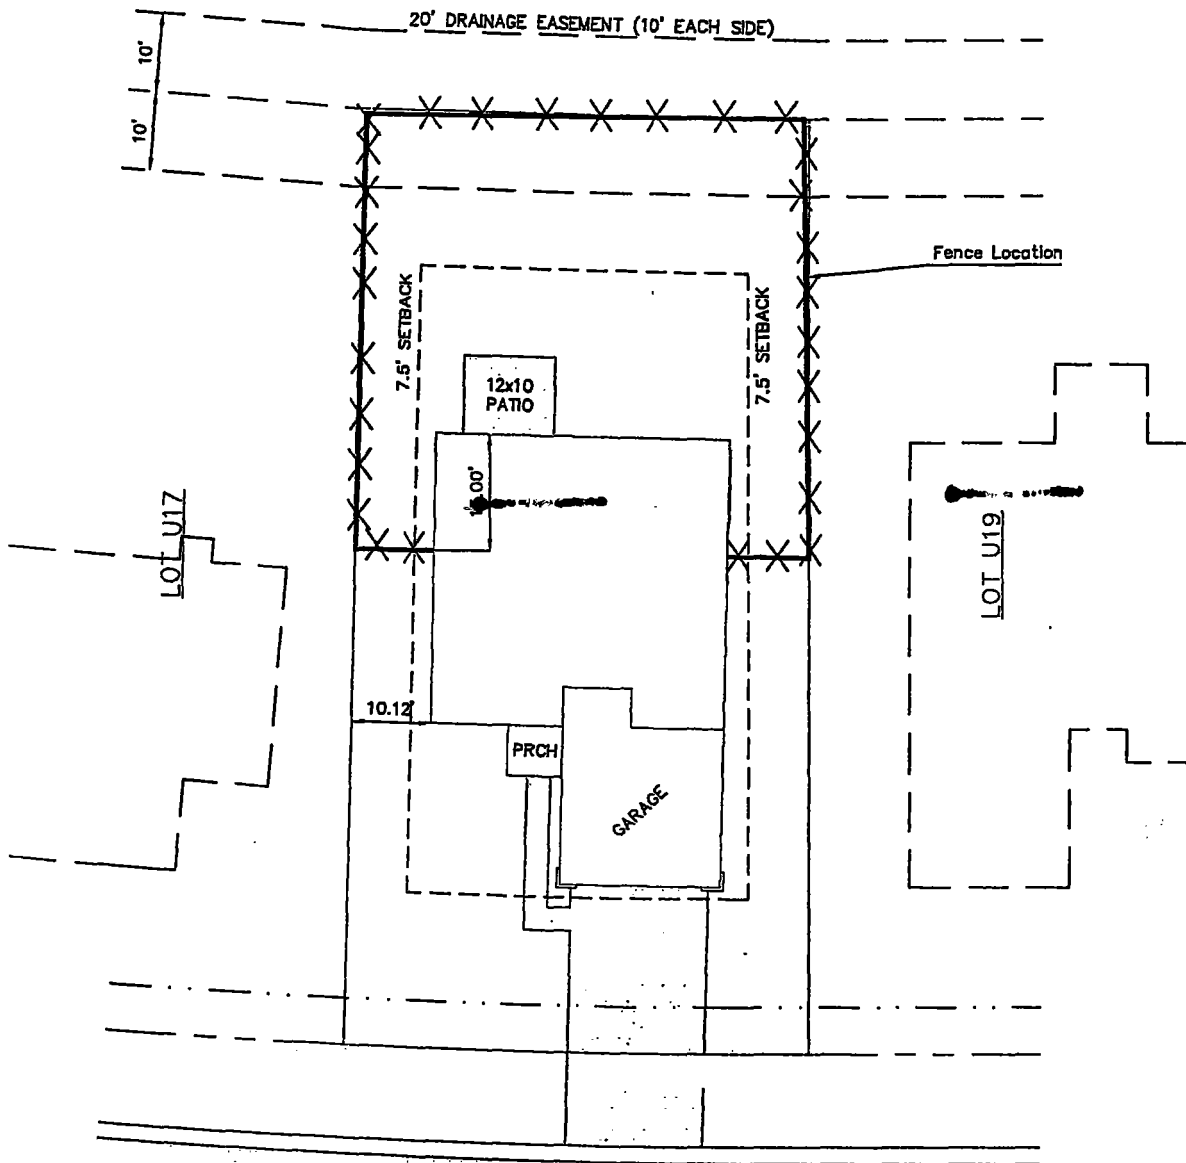 20' DRAINAGE EASEMENT (10' EACH SIDE)
10'
10'
Fence Location
7.5' SETBACK
7.5' SETBACK
12x10
PATIO
LOT U17
LOT U19
10.12'
PRCH
GARAGE